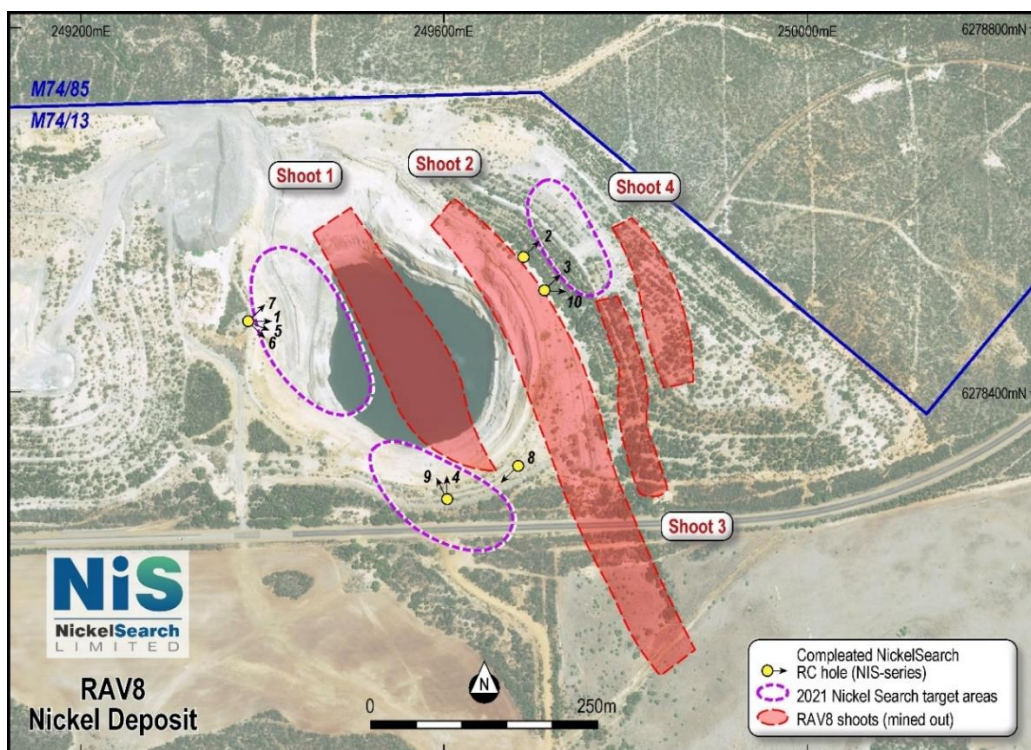 249200mE
249600mE
250000mE
6278800mN
M74/85
M74/13
Shoot 1
Shoot 2
Shoot 4
2
3
10
7
1
5
6
6278400mN
8
9
4
Shoot 3
NiS
NickelSearch
LIMITED
RAV8
Nickel Deposit
N
0
250m
Compleated NickelSearch
RC hole (NIS-series)
2021 Nickel Search target areas
RAV8 shoots (mined out)